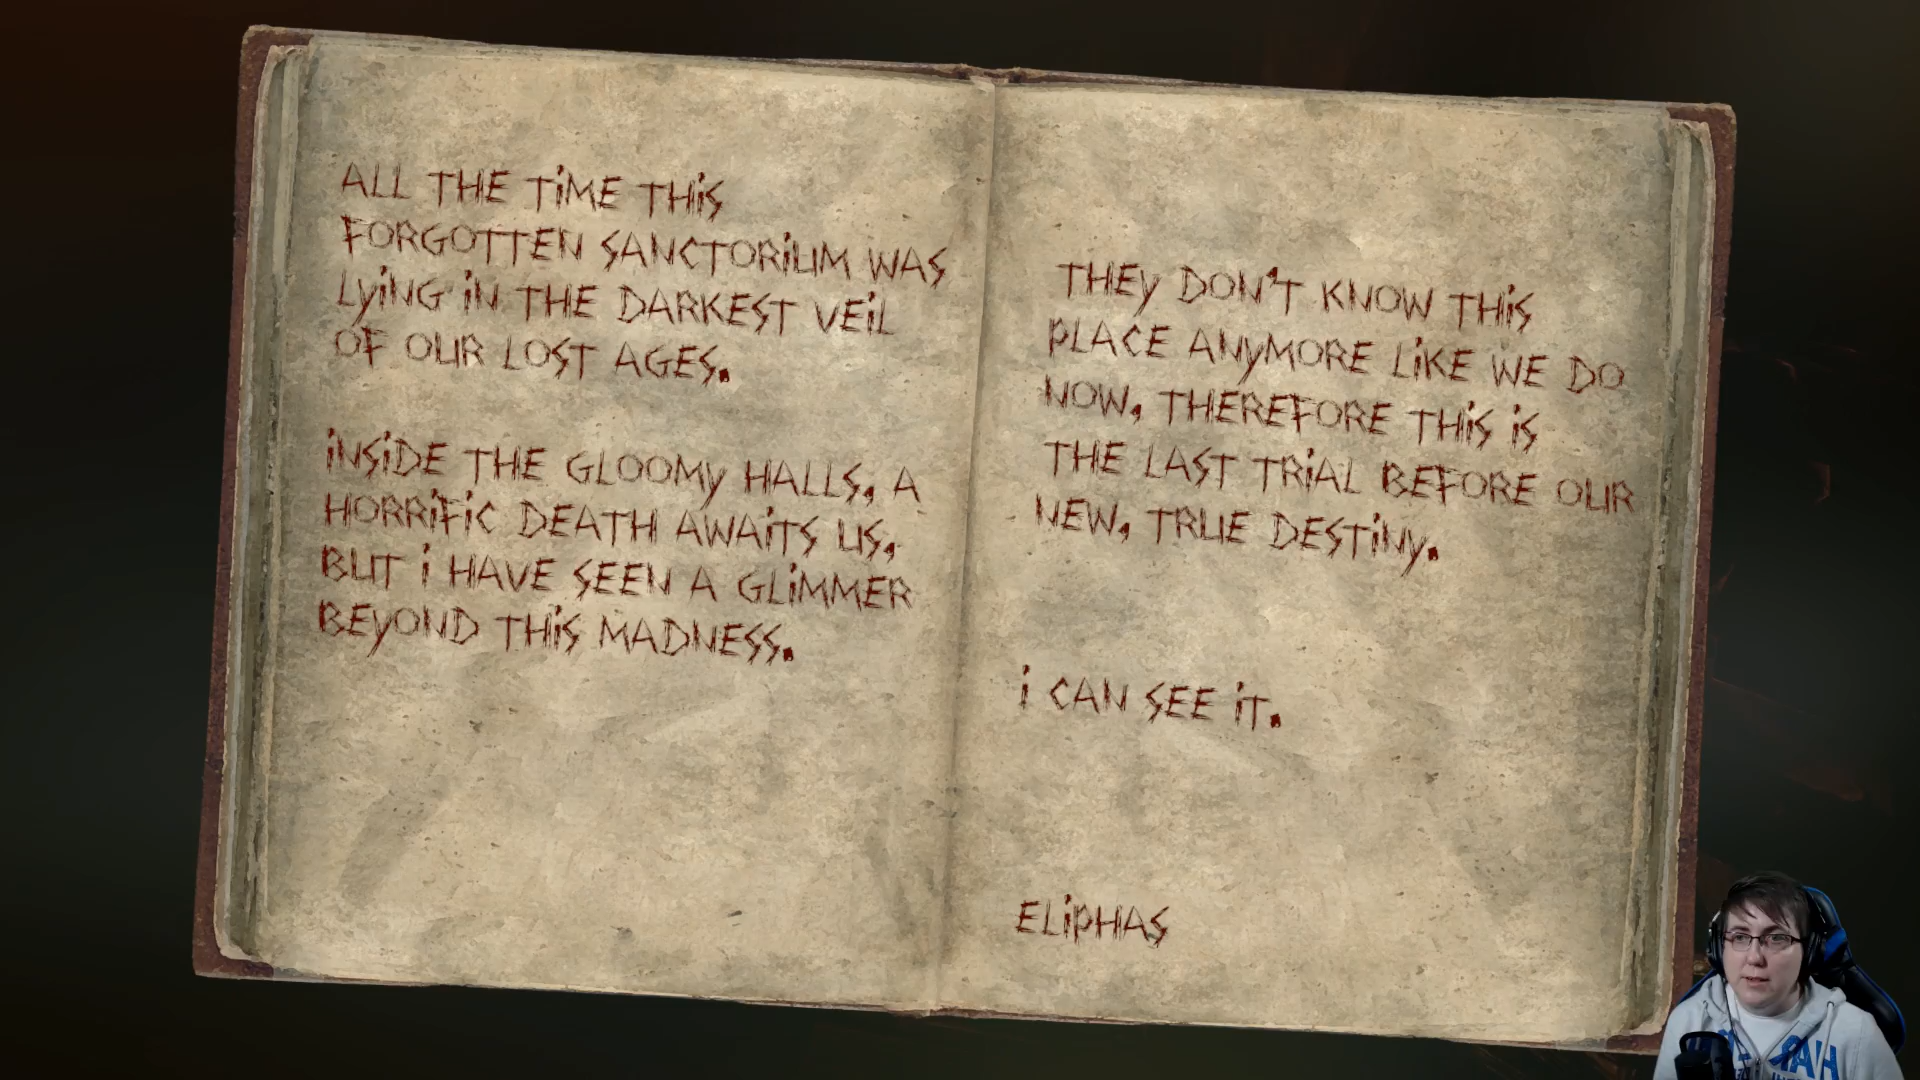 ALL THE TiME THiS
FORGOTTEN SANCTORiUM WAS
LYiNG iN THE DARKEST VEiL
OF OUR LOST AGES.
iNSiDE THE GLOOMY HALLS, A
HORRiFiC DEATH AWAiTS US,
BUT i HAVE SEEN A GLiMMER
BEYOND THiS MADNESS.
THEY DON'T KNOW THiS
PLACE ANYMORE LiKE WE DO
NOW, THEREFORE THiS iS
THE LAST TRiAL BEFORE OUR
NEW, TRUE DESTiNY.
i CAN SEE iT.
ELiPHAS